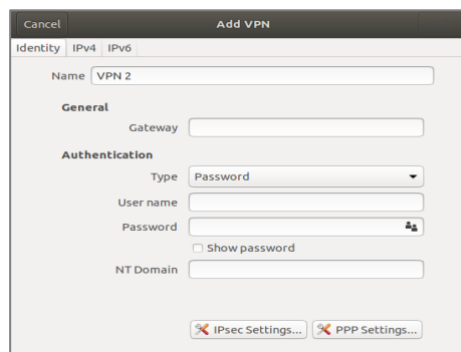 Cancel Add VPN
Identity IPv4 IPv6
Name VPN 2
General
Gateway
Authentication
Type Password
User name
Password
Show password
NT Domain
IPsec Settings... PPP Settings...